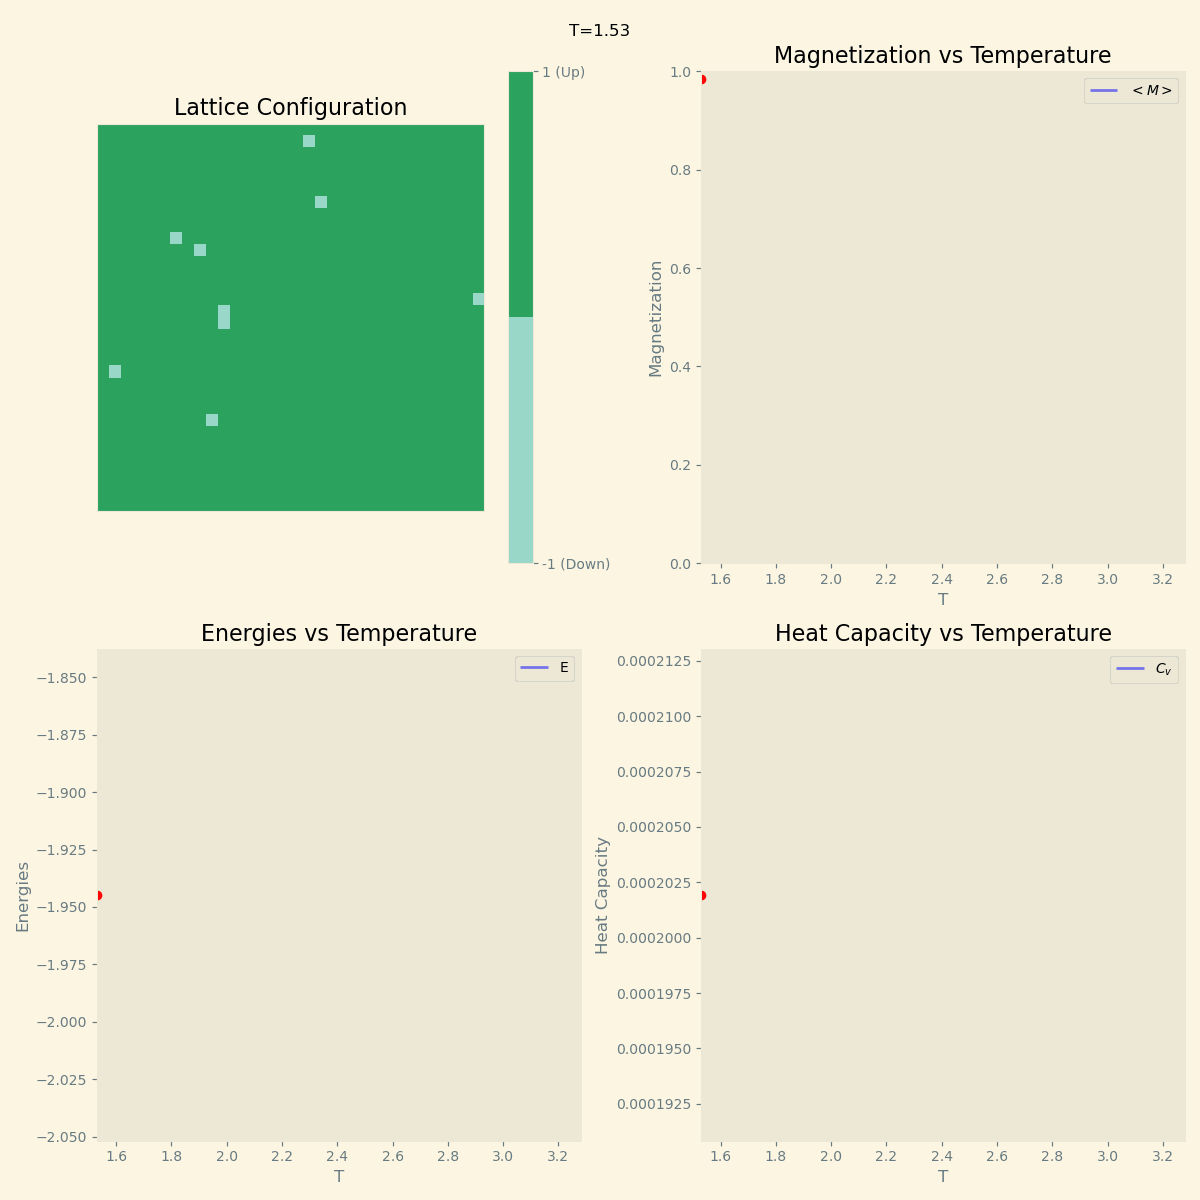 T=1.53
Lattice Configuration
1 (Up)
-1 (Down)
Magnetization vs Temperature
<M>
Magnetization
1.0
0.8
0.6
0.4
0.2
0.0
1.6 1.8 2.0 2.2 2.4 2.6 2.8 3.0 3.2
T
Energies vs Temperature
E
Energies
−1.850
−1.875
−1.900
−1.925
−1.950
−1.975
−2.000
−2.025
−2.050
1.6 1.8 2.0 2.2 2.4 2.6 2.8 3.0 3.2
T
Heat Capacity vs Temperature
Cv
Heat Capacity
0.0002125
0.0002100
0.0002075
0.0002050
0.0002025
0.0002000
0.0001975
0.0001950
0.0001925
1.6 1.8 2.0 2.2 2.4 2.6 2.8 3.0 3.2
T